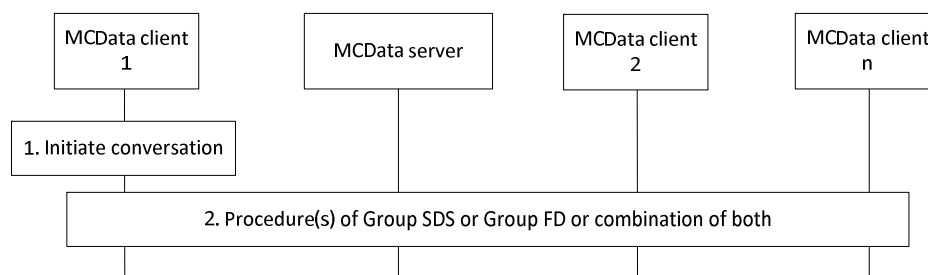 MCData client
1
MCData server
MCData client
2
MCData client
n
1. Initiate conversation
2. Procedure(s) of Group SDS or Group FD or combination of both